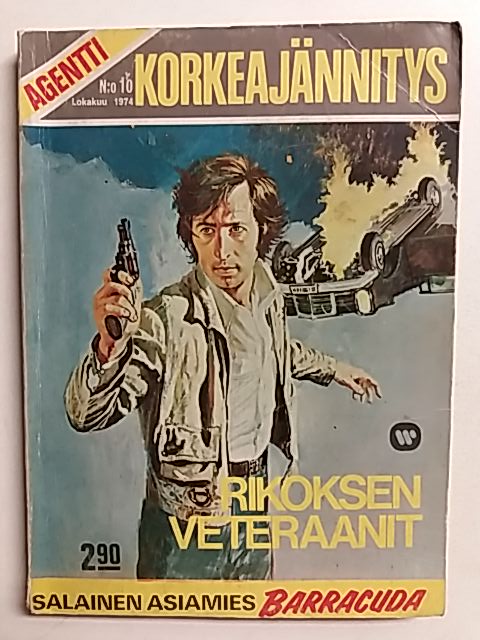 AGENTTI
N:o 10
Lokakuu 1974
KORKEAJÄNNITYS
RIKOKSEN
VETERAANIT
2.90
SALAINEN ASIAMIES BARRACUDA